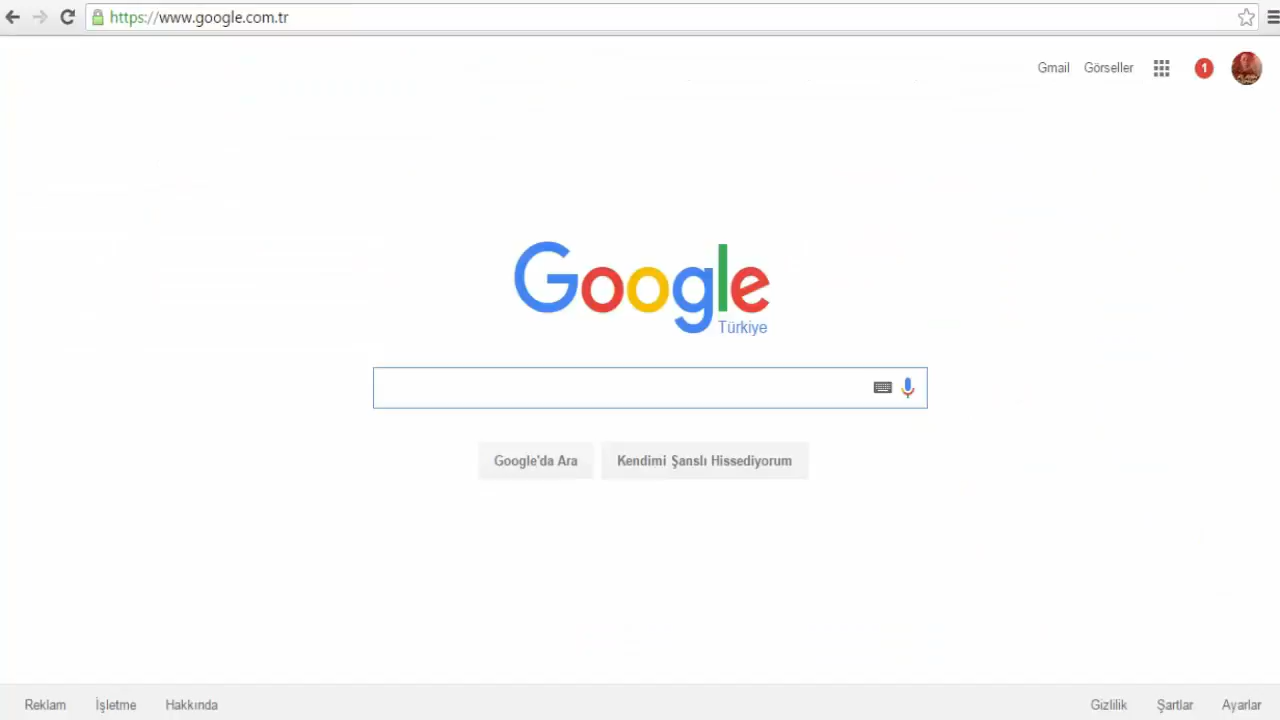 https://www.google.com.tr
Gmail Görseller 1
Google
Türkiye
Google'da Ara Kendimi Şanslı Hissediyorum
Reklam İşletme Hakkında Gizlilik Şartlar Ayarlar